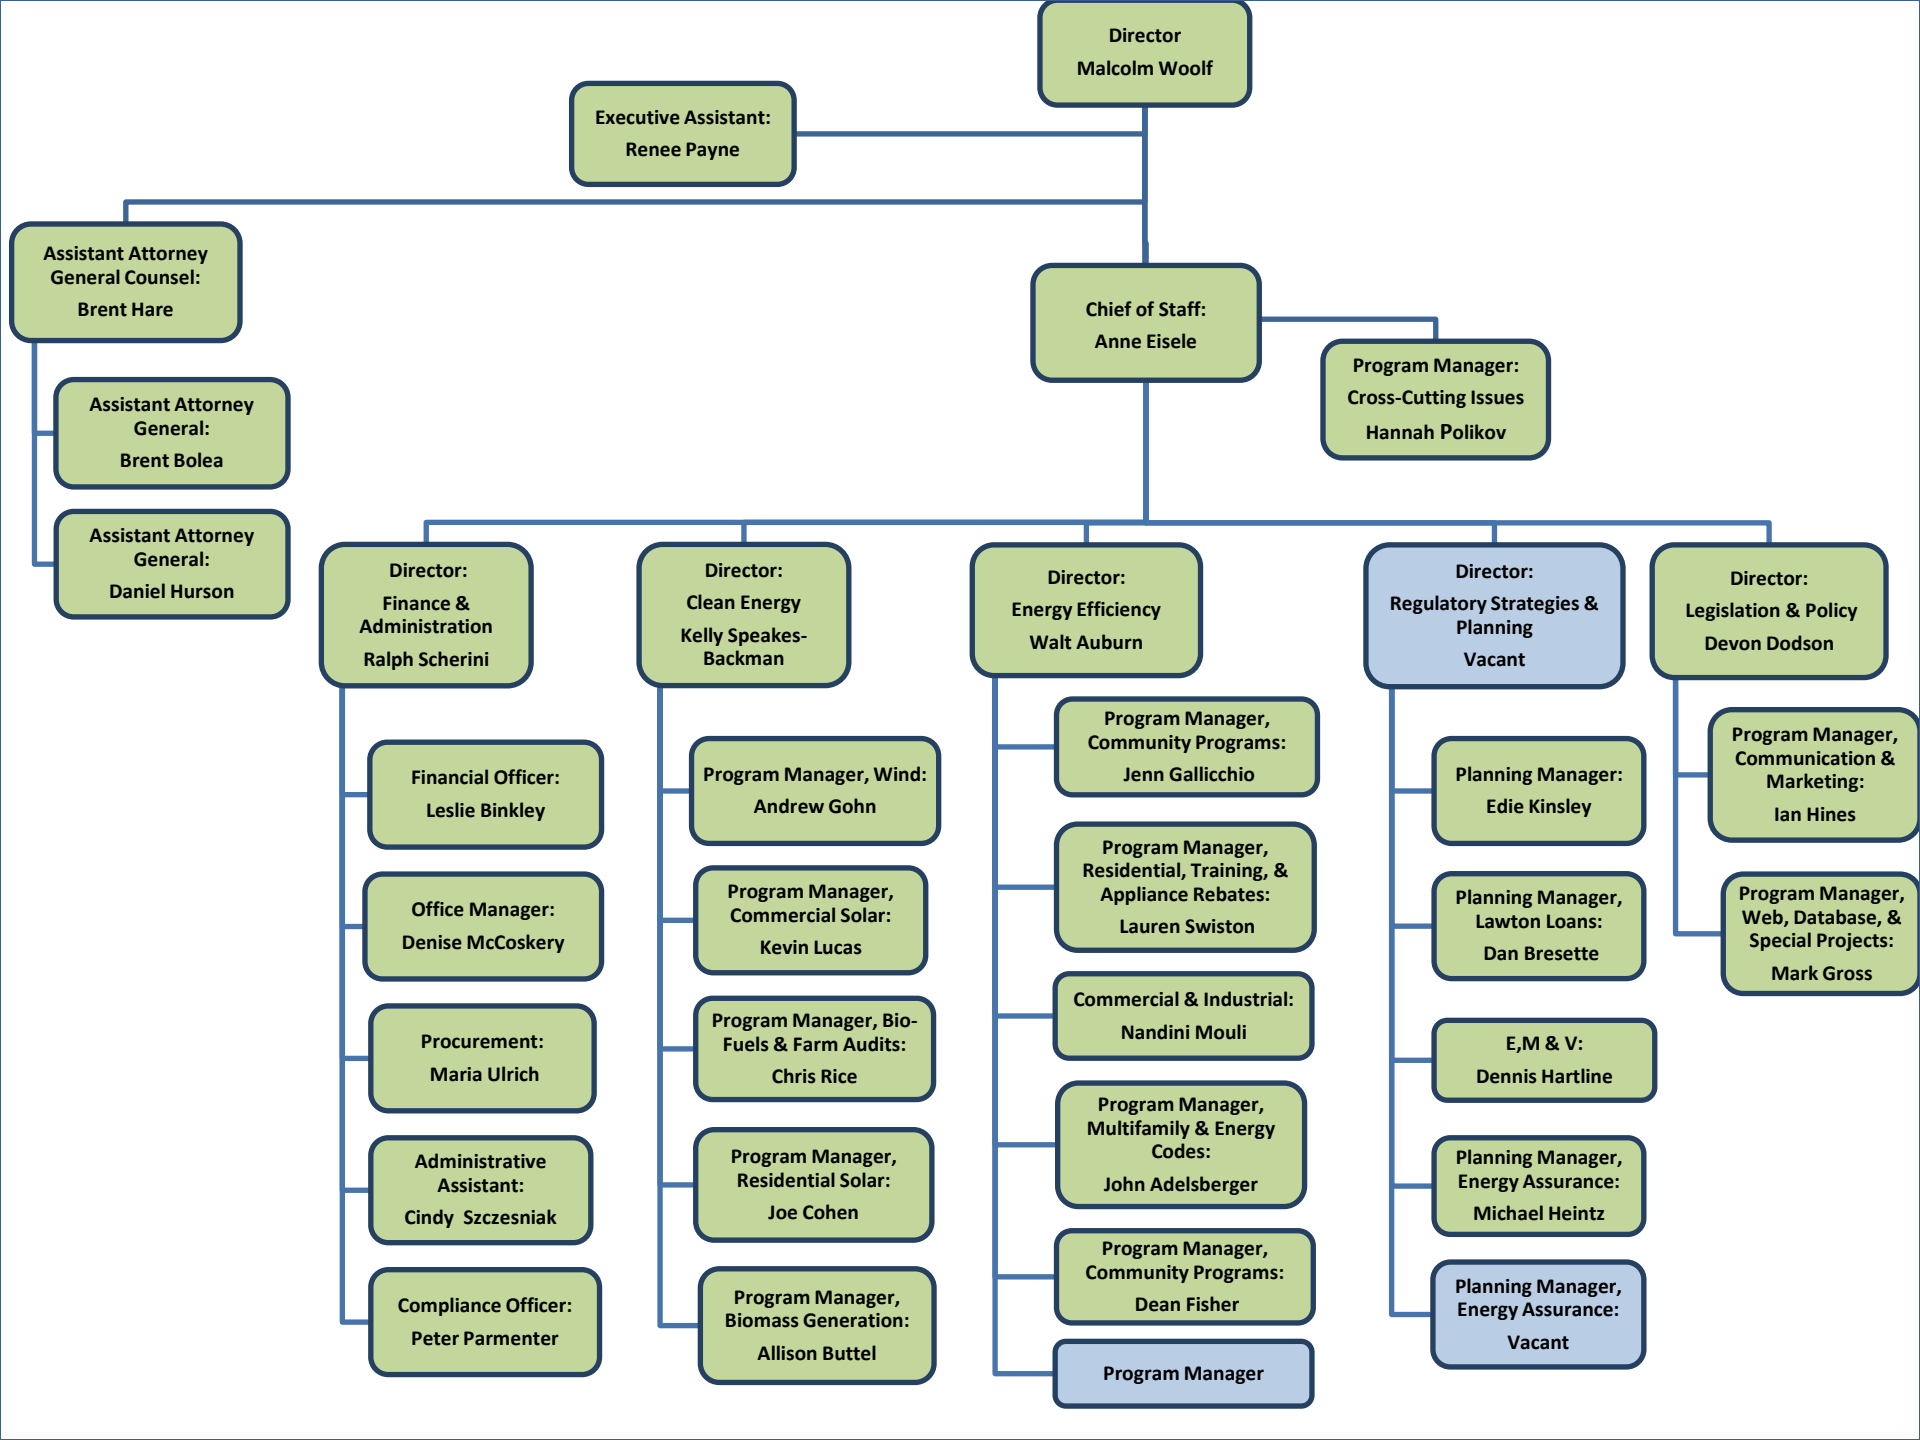 Director
Malcolm Woolf
Executive Assistant:
Renee Payne
Assistant Attorney
General Counsel:
Brent Hare
Chief of Staff:
Anne Eisele
Program Manager:
Cross-Cutting Issues
Hannah Polikov
Assistant Attorney
General:
Brent Bolea
Assistant Attorney
General:
Daniel Hurson
Director:
Finance &
Administration
Ralph Scherini
Financial Officer:
Leslie Binkley
Office Manager:
Denise McCoskery
Procurement:
Maria Ulrich
Administrative
Assistant:
Cindy  Szczesniak
Compliance Officer:
Peter Parmenter
Director:
Clean Energy
Kelly Speakes-
Backman
Program Manager, Wind:
Andrew Gohn
Program Manager,
Commercial Solar:
Kevin Lucas
Program Manager, Bio-
Fuels & Farm Audits:
Chris Rice
Program Manager,
Residential Solar:
Joe Cohen
Program Manager,
Biomass Generation:
Allison Buttel
Director:
Energy Efficiency
Walt Auburn
Program Manager,
Community Programs:
Jenn Gallicchio
Program Manager,
Residential, Training, &
Appliance Rebates:
Lauren Swiston
Commercial & Industrial:
Nandini Mouli
Program Manager,
Multifamily & Energy
Codes:
John Adelsberger
Program Manager,
Community Programs:
Dean Fisher
Program Manager
Director:
Regulatory Strategies &
Planning
Vacant
Planning Manager:
Edie Kinsley
Planning Manager,
Lawton Loans:
Dan Bresette
E,M & V:
Dennis Hartline
Planning Manager,
Energy Assurance:
Michael Heintz
Planning Manager,
Energy Assurance:
Vacant
Director:
Legislation & Policy
Devon Dodson
Program Manager,
Communication &
Marketing:
Ian Hines
Program Manager,
Web, Database, &
Special Projects:
Mark Gross